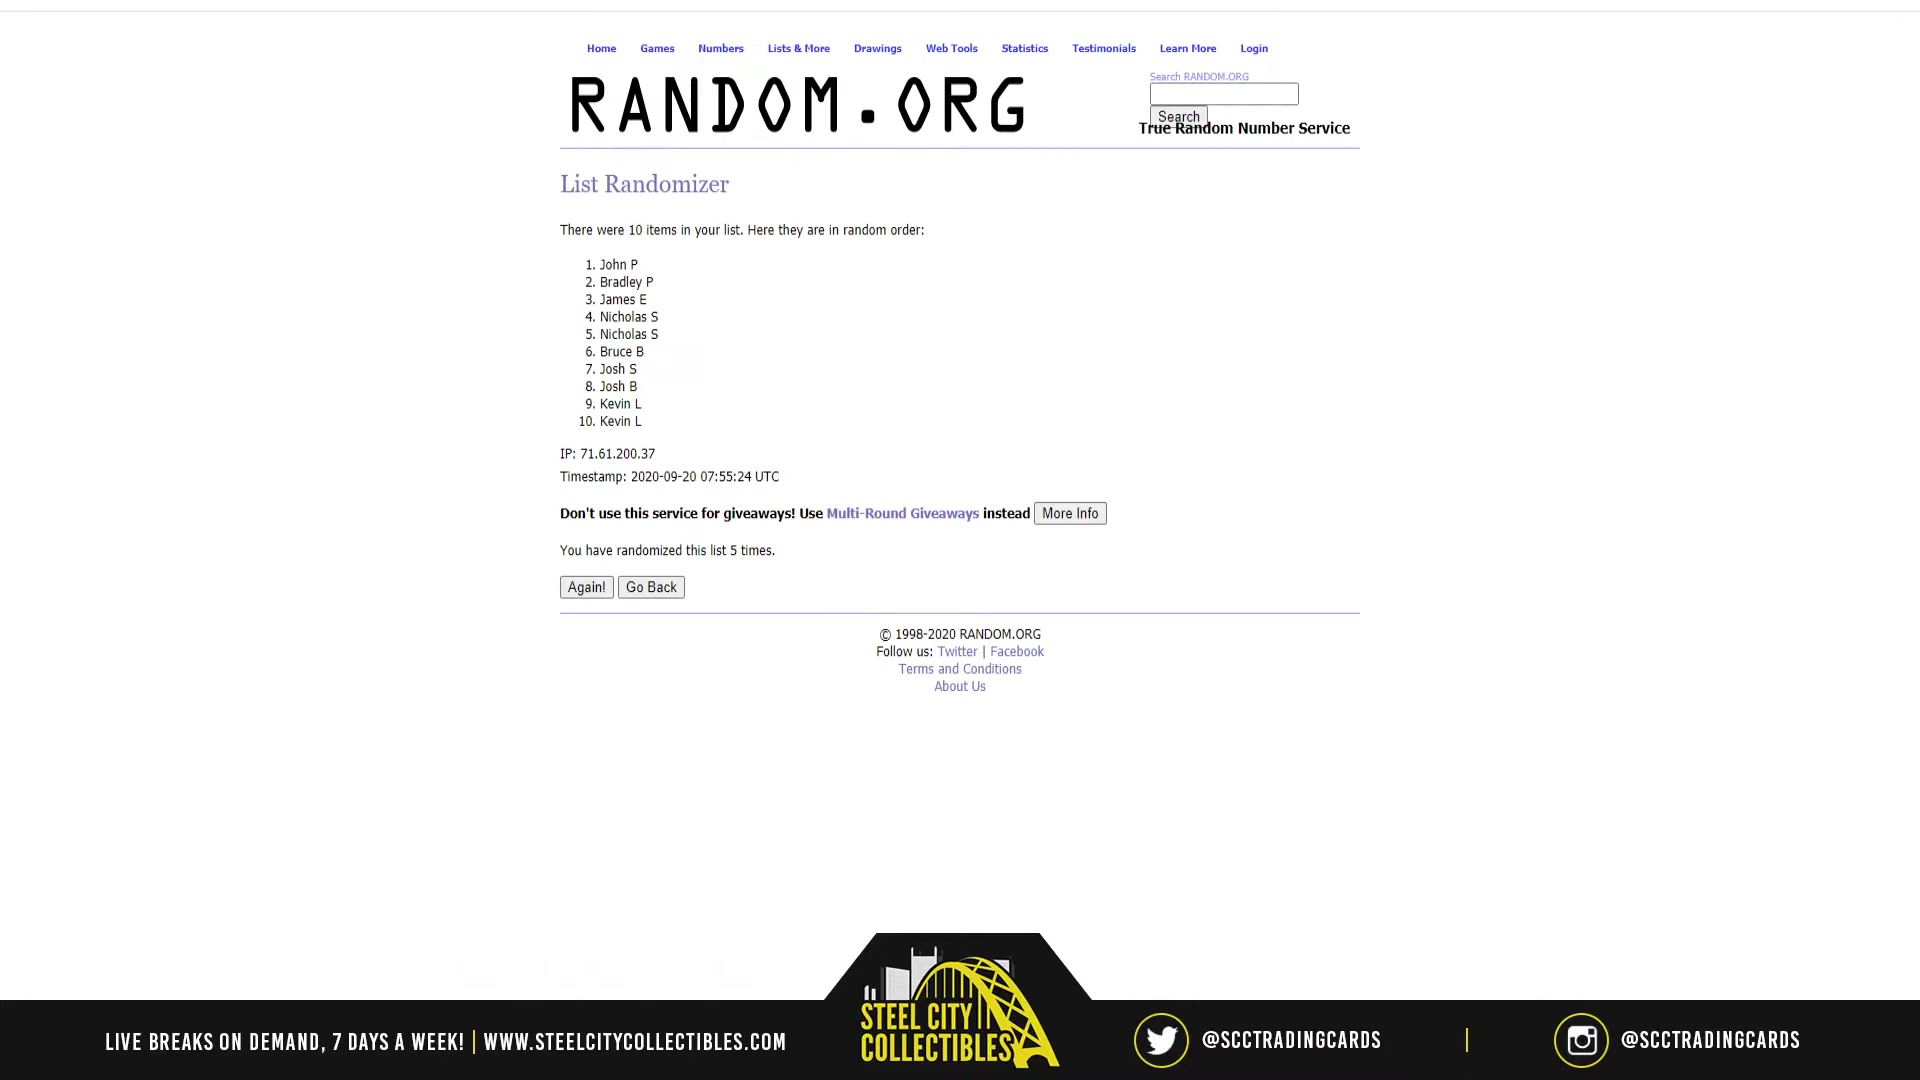 Home Games Numbers Lists & More Drawings Web Tools Statistics Testimonials Learn More Login
RANDOM.ORG
Search RANDOM.ORG
Search
True Random Number Service
List Randomizer
There were 10 items in your list. Here they are in random order:
1. John P
2. Bradley P
3. James E
4. Nicholas S
5. Nicholas S
6. Bruce B
7. Josh S
8. Josh B
9. Kevin L
10. Kevin L
IP: 71.61.200.37
Timestamp: 2020-09-20 07:55:24 UTC
Don't use this service for giveaways! Use Multi-Round Giveaways instead More Info
You have randomized this list 5 times.
Again! Go Back
© 1998-2020 RANDOM.ORG
Follow us: Twitter | Facebook
Terms and Conditions
About Us
STEEL CITY
COLLECTIBLES
LIVE BREAKS ON DEMAND, 7 DAYS A WEEK! | WWW.STEELCITYCOLLECTIBLES.COM
@SCCTRADINGCARDS | @SCCTRADINGCARDS